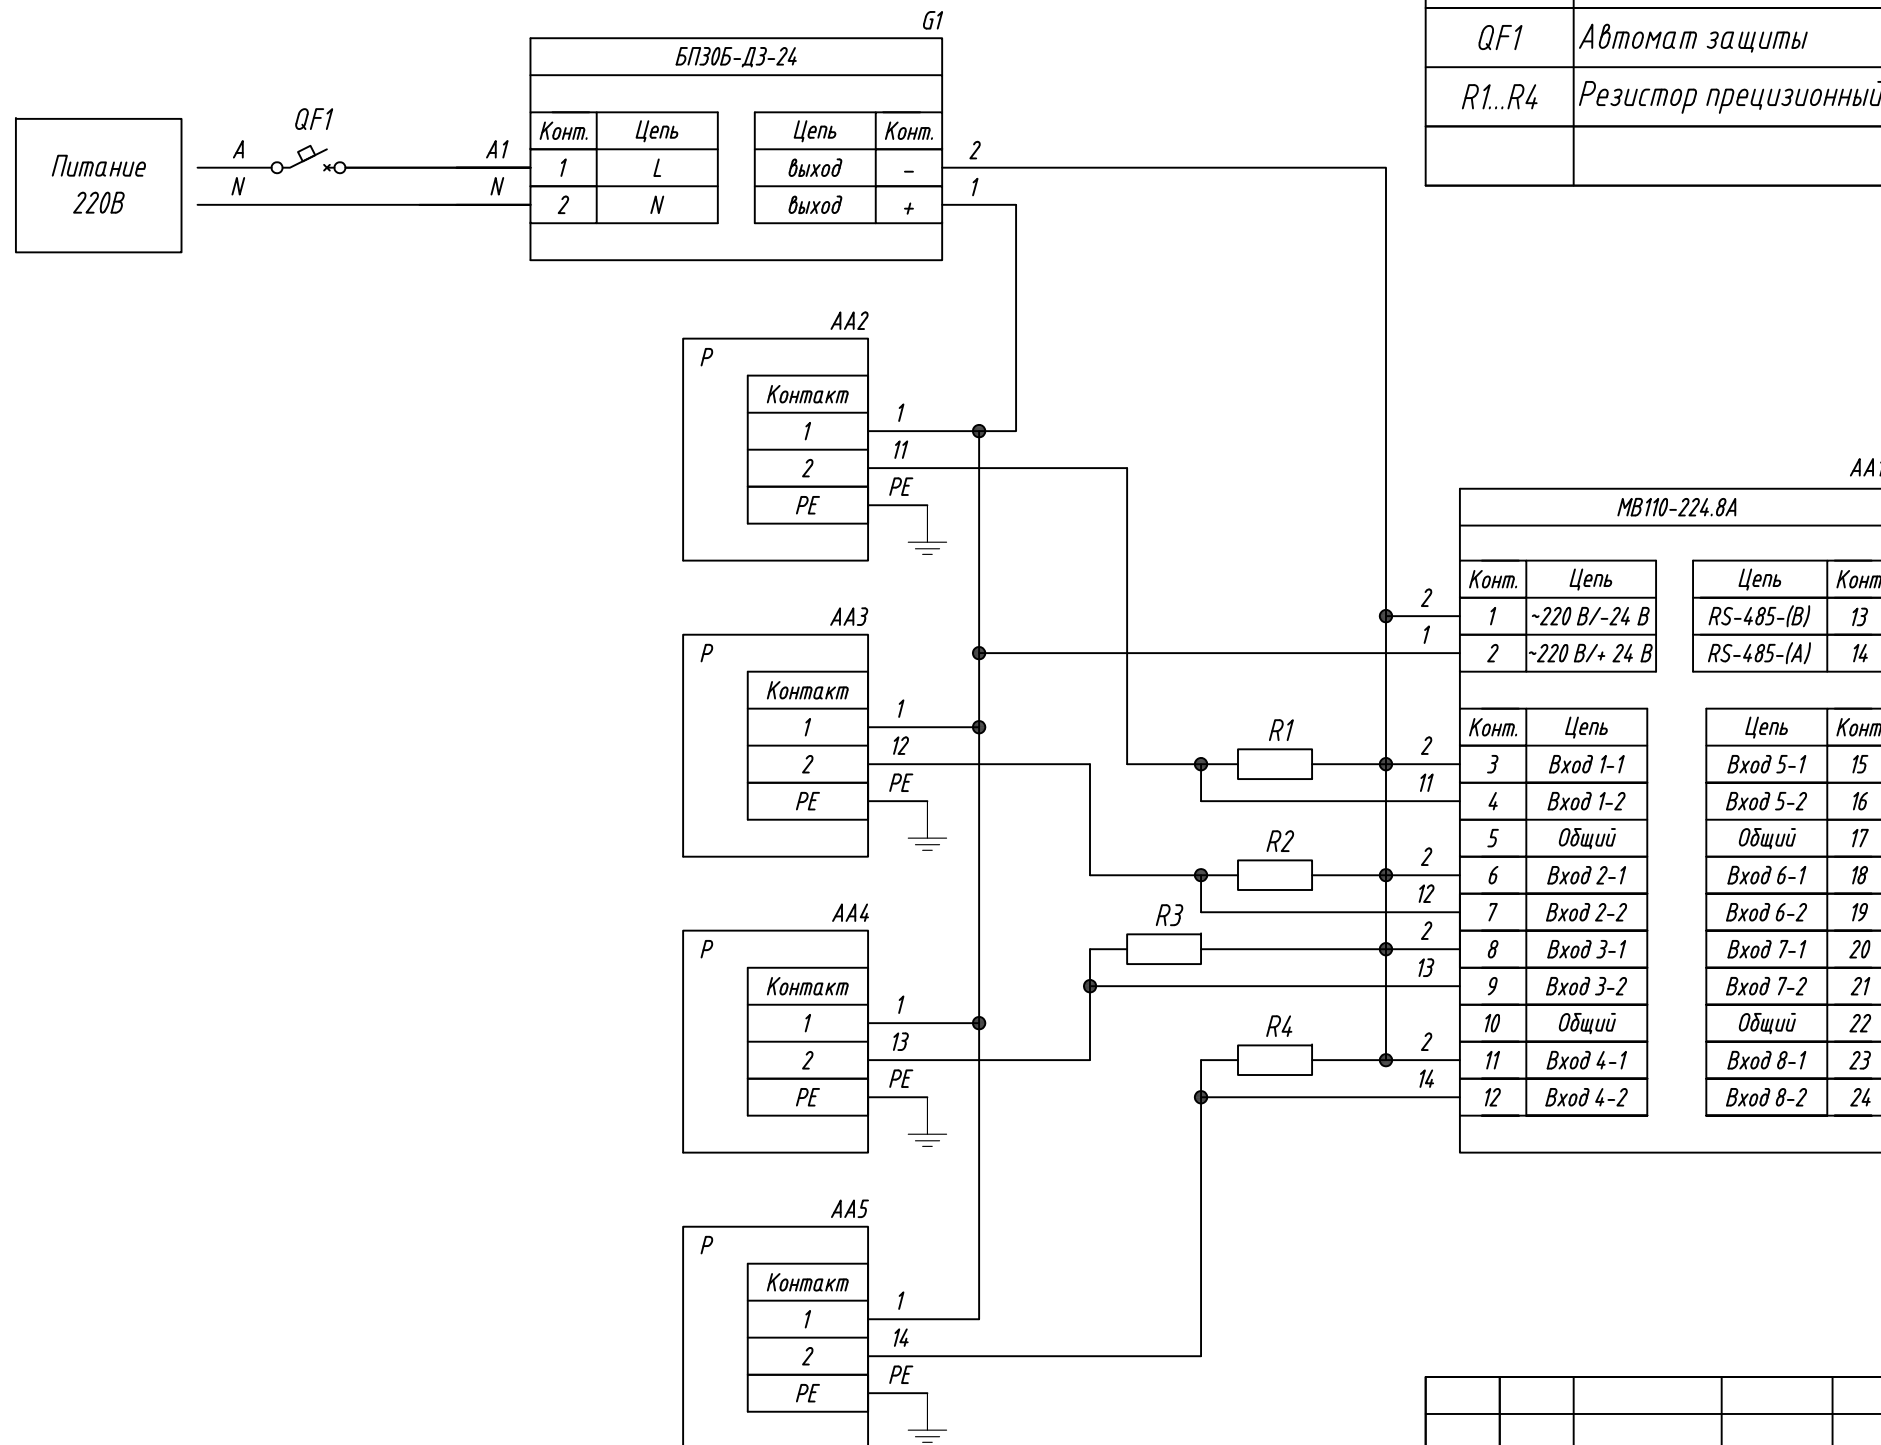 G1
БП30Б-Д3-24
Конт. Цепь Цепь Конт.
1 L выход -
2 N выход +
Питание
220В
A QF1 A1
N N
2
1
QF1 Автомат защиты
R1...R4 Резистор прецизионный
AA2
P
Контакт
1 1
2 11
PE PE
AA3
P
Контакт
1 1
2 12
PE PE
AA4
P
Контакт
1 1
2 13
PE PE
AA5
P
Контакт
1 1
2 14
PE PE
R1
R2
R3
R4
AA1
МВ110-224.8А
Конт. Цепь Цепь Конт
2 1 ~220 В/-24 В RS-485-(B) 13
1 2 ~220 В/+ 24 В RS-485-(A) 14
Конт. Цепь Цепь Конт
2 3 Вход 1-1 Вход 5-1 15
11 4 Вход 1-2 Вход 5-2 16
5 Общий Общий 17
2 6 Вход 2-1 Вход 6-1 18
12 7 Вход 2-2 Вход 6-2 19
2 8 Вход 3-1 Вход 7-1 20
13 9 Вход 3-2 Вход 7-2 21
10 Общий Общий 22
2 11 Вход 4-1 Вход 8-1 23
14 12 Вход 4-2 Вход 8-2 24